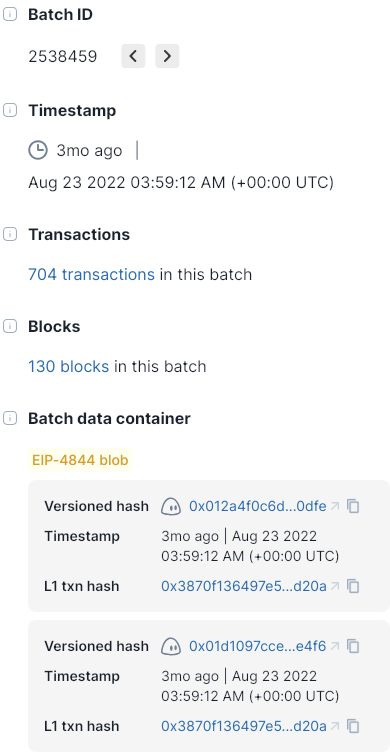 Batch ID
2538459
Timestamp
3mo ago
Aug 23 2022 03:59:12 AM (+00:00 UTC)
Transactions
704 transactions in this batch
Blocks
130 blocks in this batch
Batch data container
EIP-4844 blob
Versioned hash 0x012a4f0c6d...0dfe
Timestamp 3mo ago | Aug 23 2022
03:59:12 AM (+00:00 UTC)
L1 txn hash 0x3870f136497e5...d20a
Versioned hash 0x01d1097cce...e4f6
Timestamp 3mo ago | Aug 23 2022
03:59:12 AM (+00:00 UTC)
L1 txn hash 0x3870f136497e5...d20a